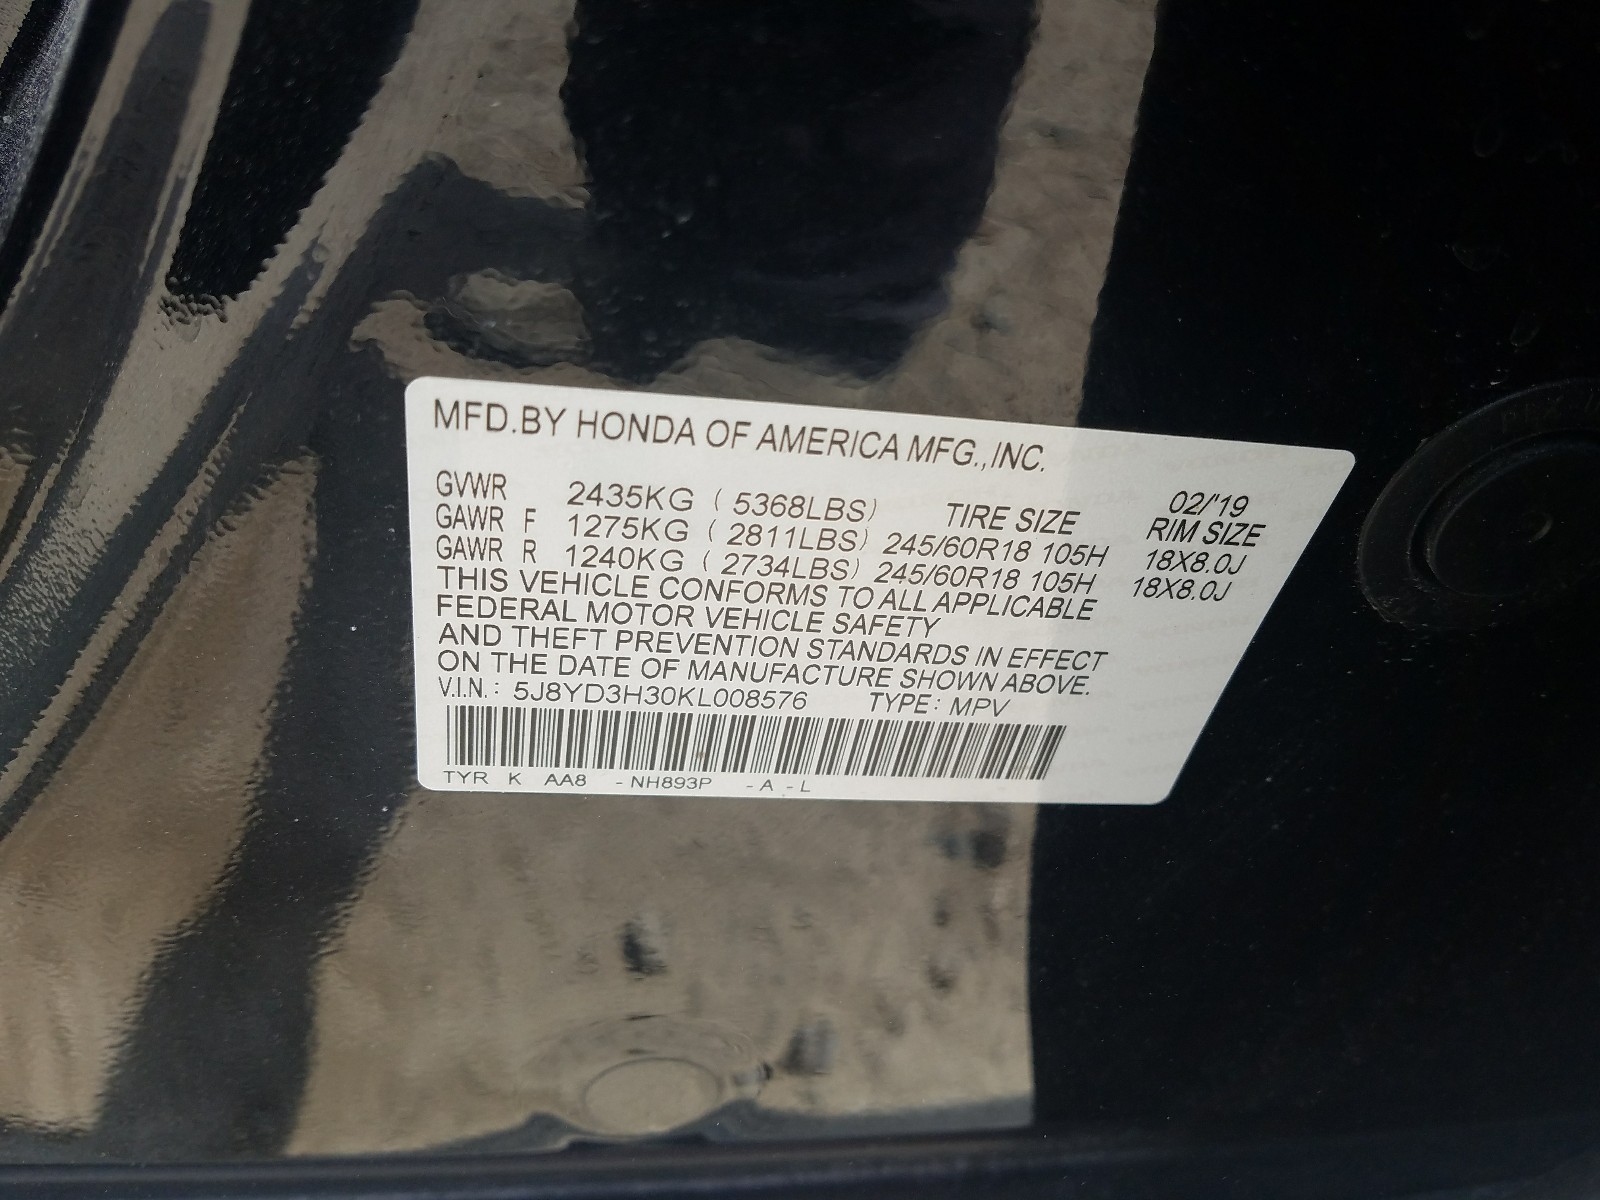 MFD.BY HONDA OF AMERICA MFG.,INC.
GVWR 2435KG ( 5368LBS) TIRE SIZE 02/'19 RIM SIZE
GAWR F 1275KG ( 2811LBS) 245/60R18 105H 18X8.0J
GAWR R 1240KG ( 2734LBS) 245/60R18 105H 18X8.0J
THIS VEHICLE CONFORMS TO ALL APPLICABLE
FEDERAL MOTOR VEHICLE SAFETY
AND THEFT PREVENTION STANDARDS IN EFFECT
ON THE DATE OF MANUFACTURE SHOWN ABOVE.
V.I.N.: 5J8YD3H30KL008576 TYPE: MPV
TYR K AA8 - NH893P - A - L